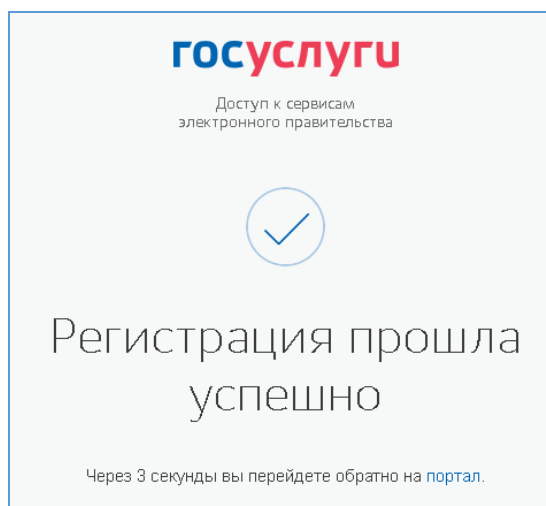 госуслуги
Доступ к сервисам
электронного правительства
Регистрация прошла
успешно
Через 3 секунды вы перейдете обратно на портал.